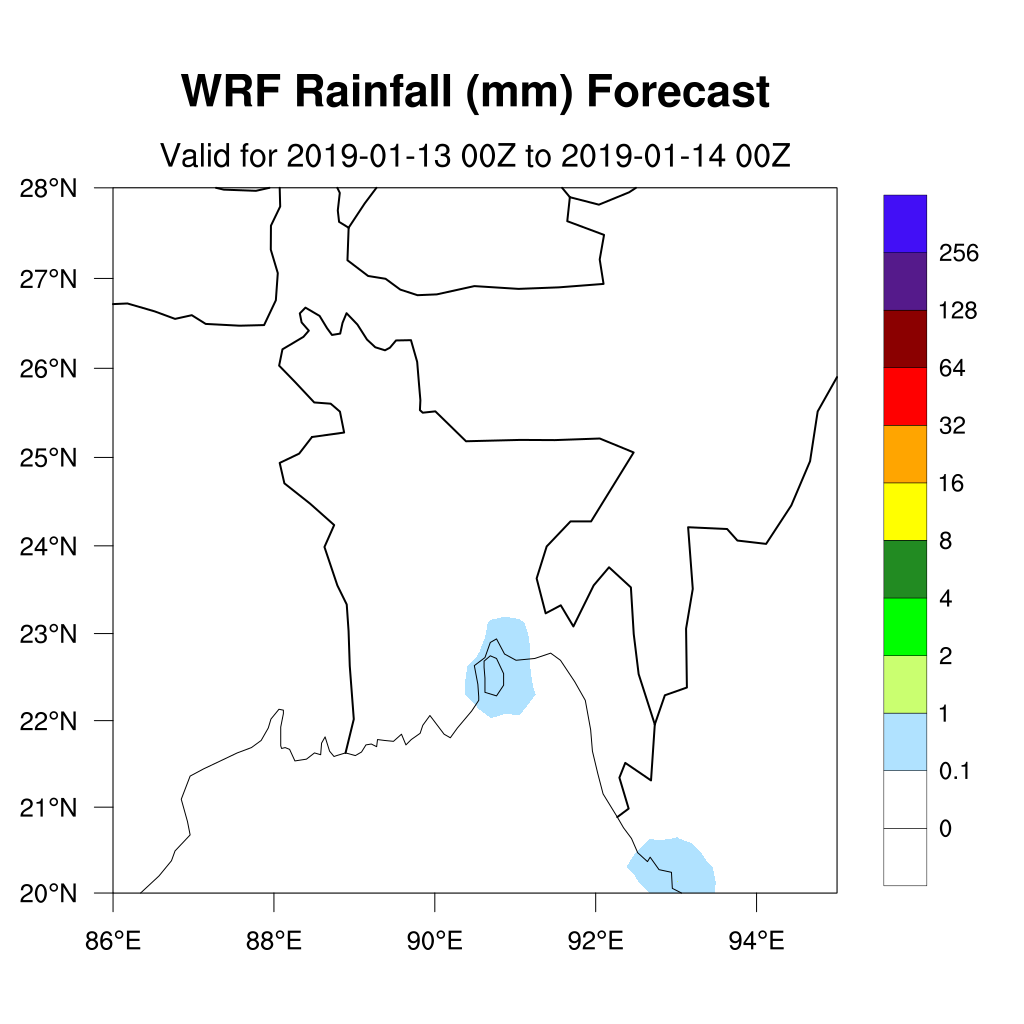 WRF Rainfall (mm) Forecast
Valid for 2019-01-13 00Z to 2019-01-14 00Z
28°N
27°N
26°N
25°N
24°N
23°N
22°N
21°N
20°N
86°E 88°E 90°E 92°E 94°E
256
128
64
32
16
8
4
2
1
0.1
0